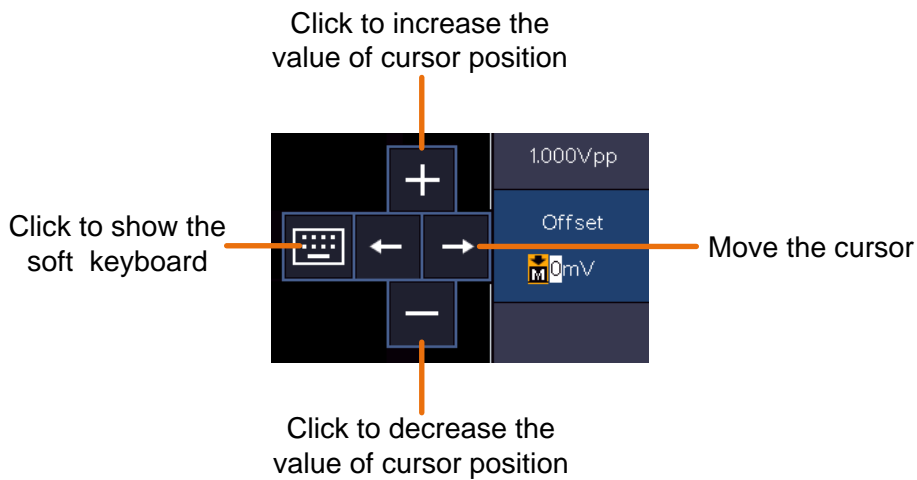 Click to increase the
value of cursor position
1.000Vpp
Click to show the
soft keyboard
Offset
M 0mV
Move the cursor
Click to decrease the
value of cursor position